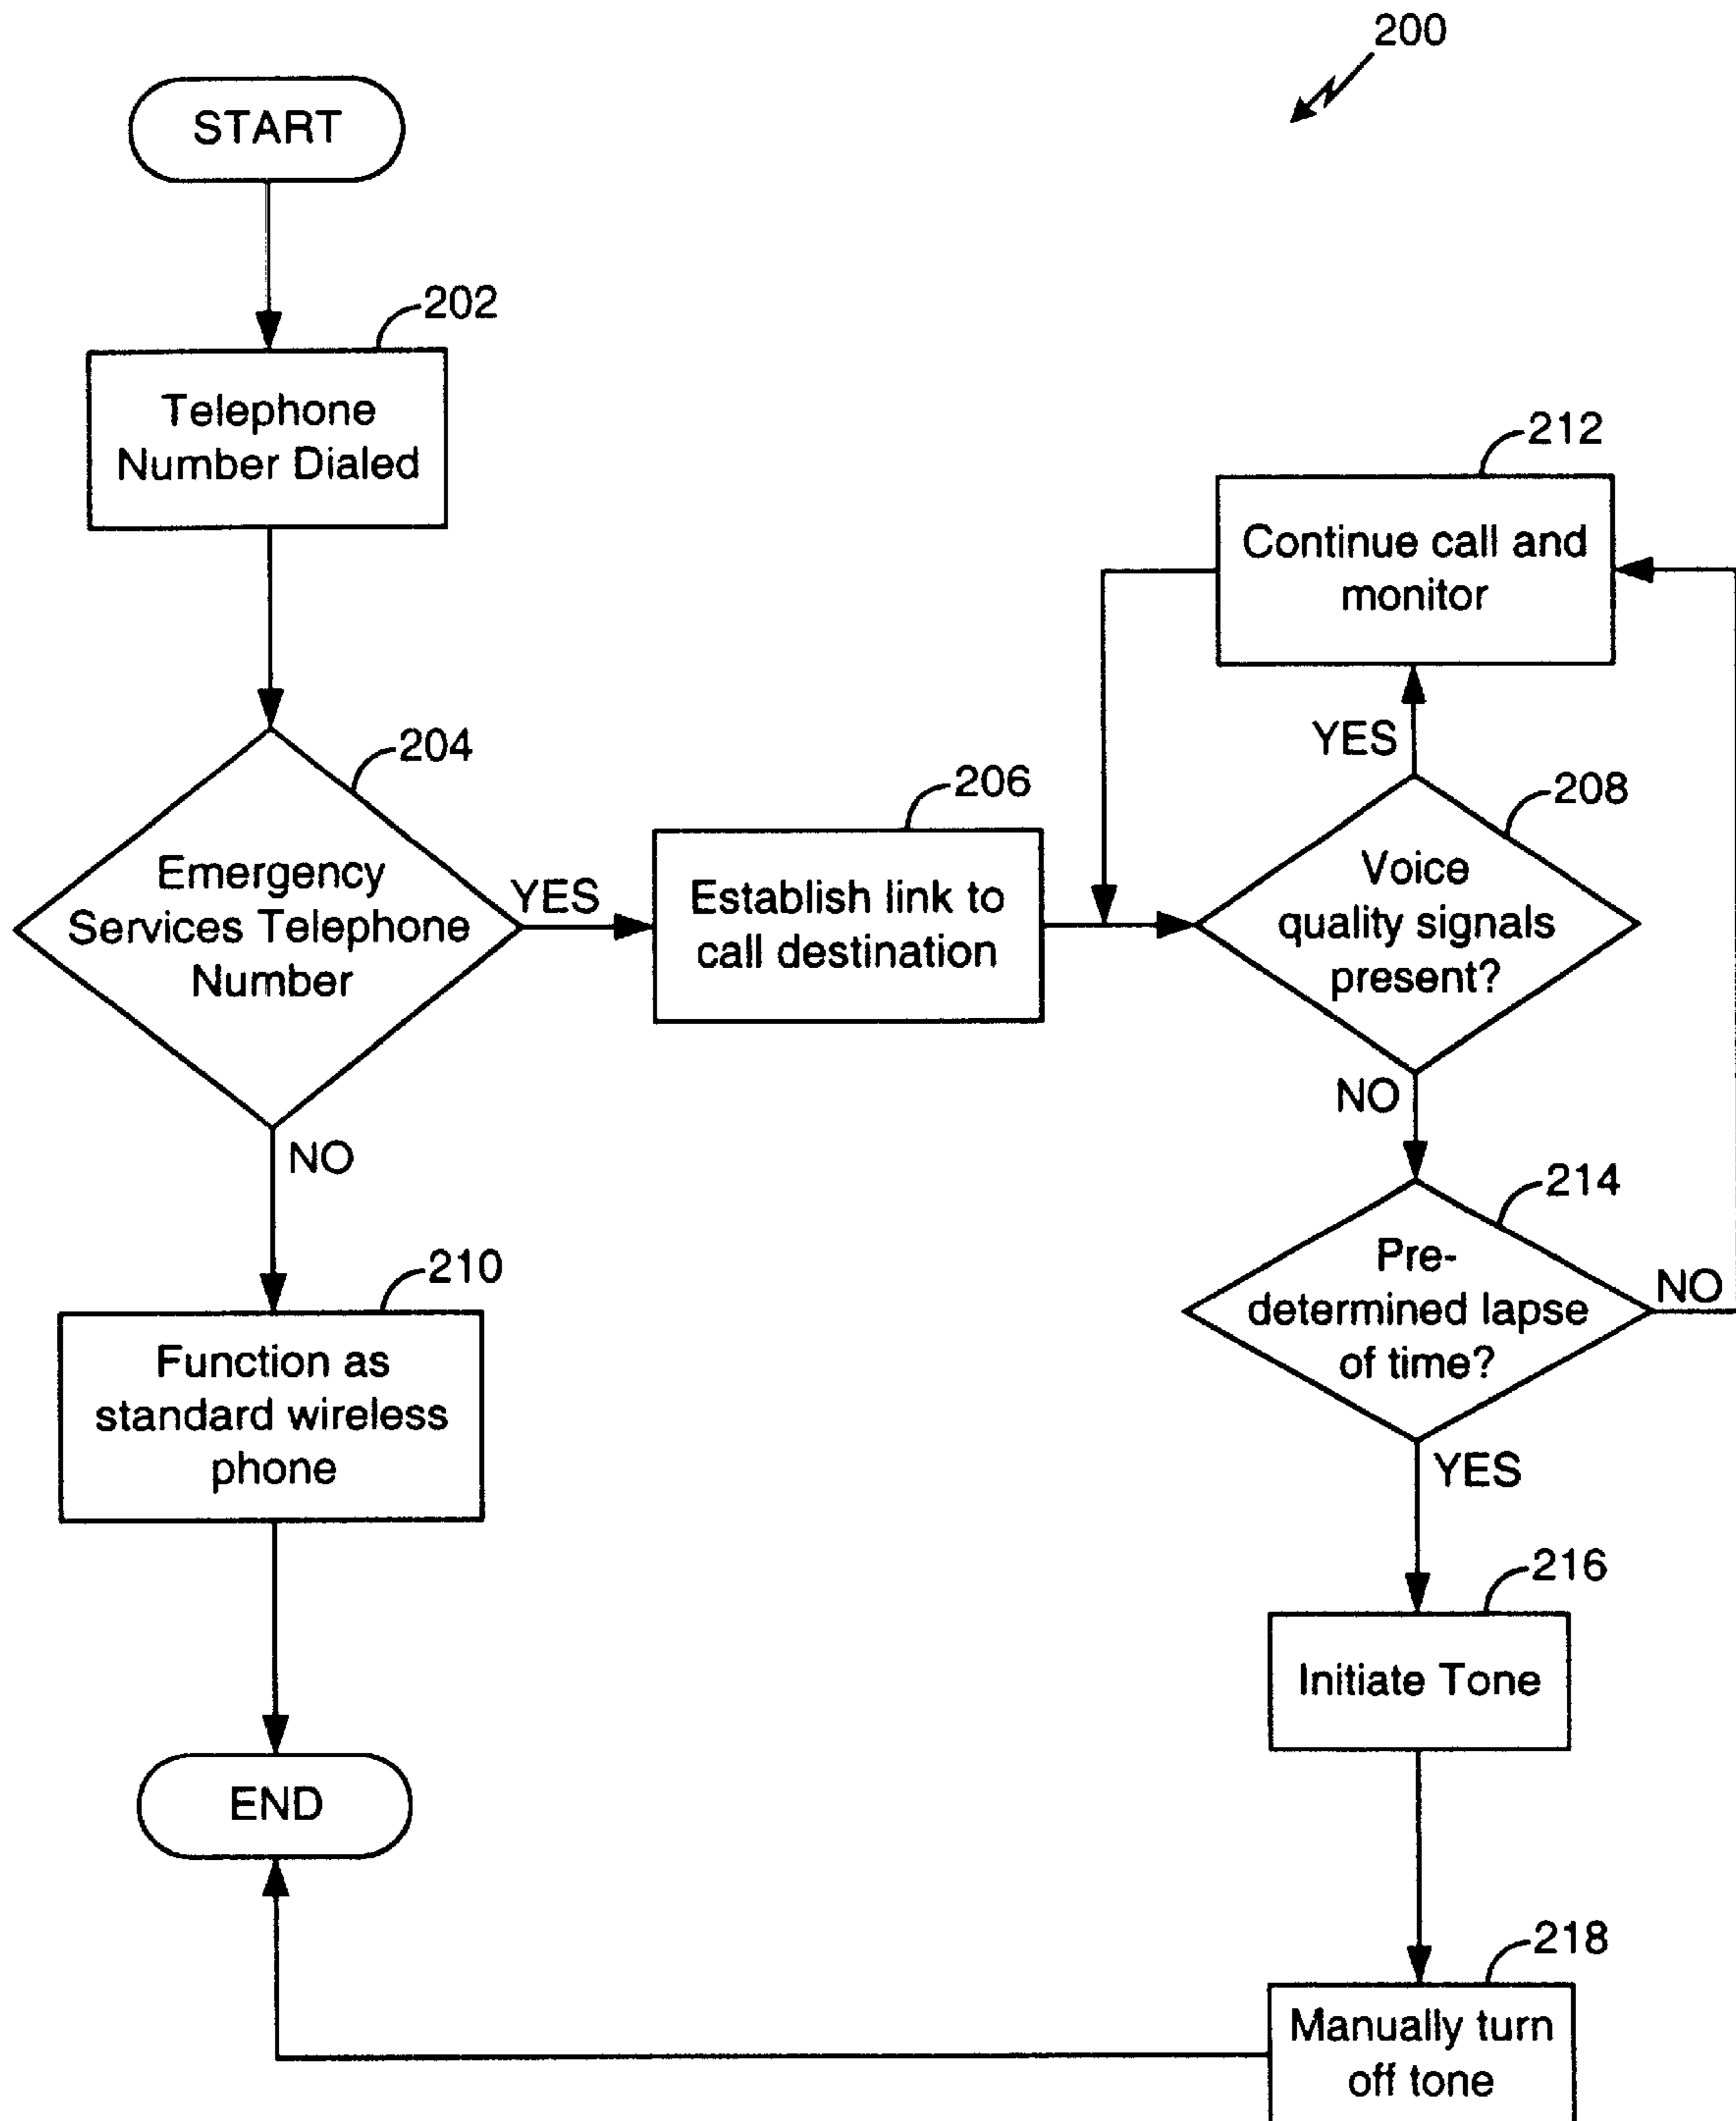 200
START
202
Telephone
Number Dialed
204
Emergency
Services Telephone
Number
YES
NO
206
Establish link to
call destination
212
Continue call and
monitor
YES
208
Voice
quality signals
present?
NO
214
Pre-
determined lapse
of time?
NO
YES
210
Function as
standard wireless
phone
216
Initiate Tone
END
218
Manually turn
off tone